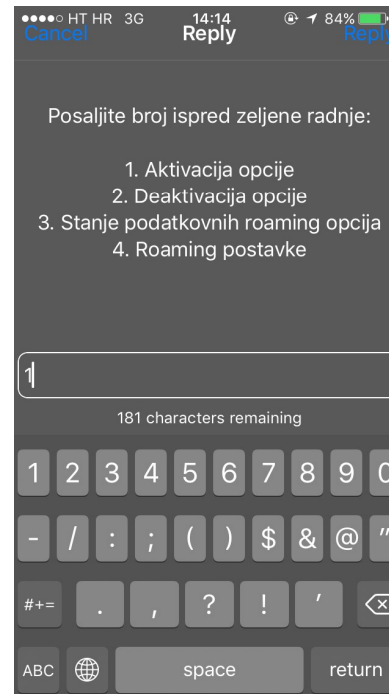 HT HR 3G 14:14 84%
Cancel Reply Reply
Posaljite broj ispred zeljene radnje:
1. Aktivacija opcije
2. Deaktivacija opcije
3. Stanje podatkovnih roaming opcija
4. Roaming postavke
1
181 characters remaining
1 2 3 4 5 6 7 8 9 0
- / : ; ( ) $ & @ "
#+= . , ? ! '
ABC space return